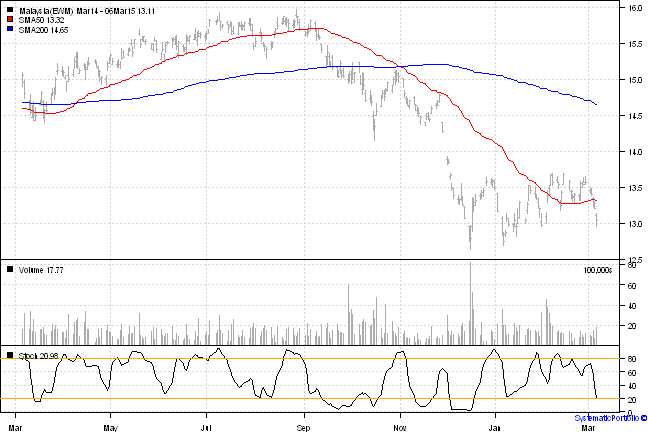 Malaysia(EWM) Mar14 - 06Mar15 13.11
SMA50 13.32
SMA200 14.65
16.0
15.5
15.0
14.5
14.0
13.5
13.0
12.5
Volume 17.77
100,000s
80
60
40
20
Stoch 20.98
80
60
40
20
0
Mar
May
Jul
Sep
Nov
Jan
Mar
SystematicPortfolio ©